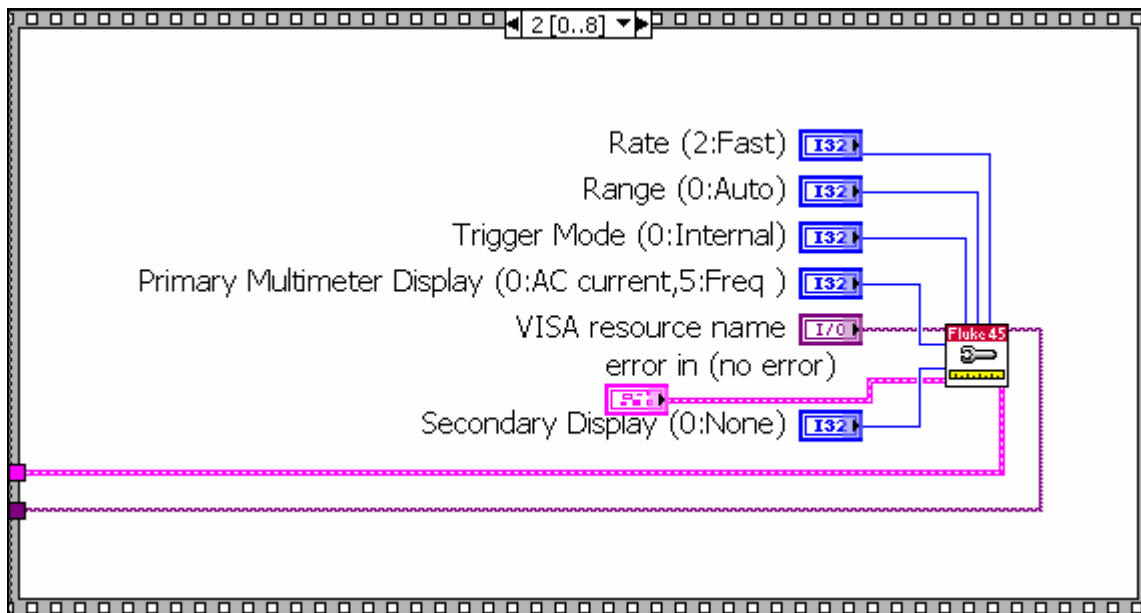 2 [0..8]
Rate (2:Fast) I32
Range (0:Auto) I32
Trigger Mode (0:Internal) I32
Primary Multimeter Display (0:AC current,5:Freq ) I32
VISA resource name I/O
Fluke 45
error in (no error)
Secondary Display (0:None) I32